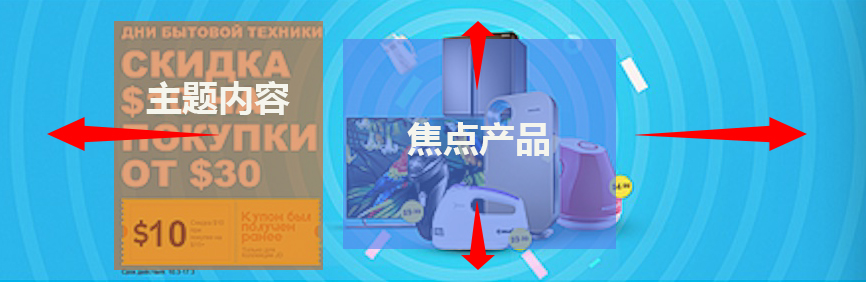 ДНИ БЫТОВОЙ ТЕХНИКИ
СКИДКА
主题内容
ПОКУПКИ
ОТ $30
$10
Купон был
получен
ранее
焦点产品